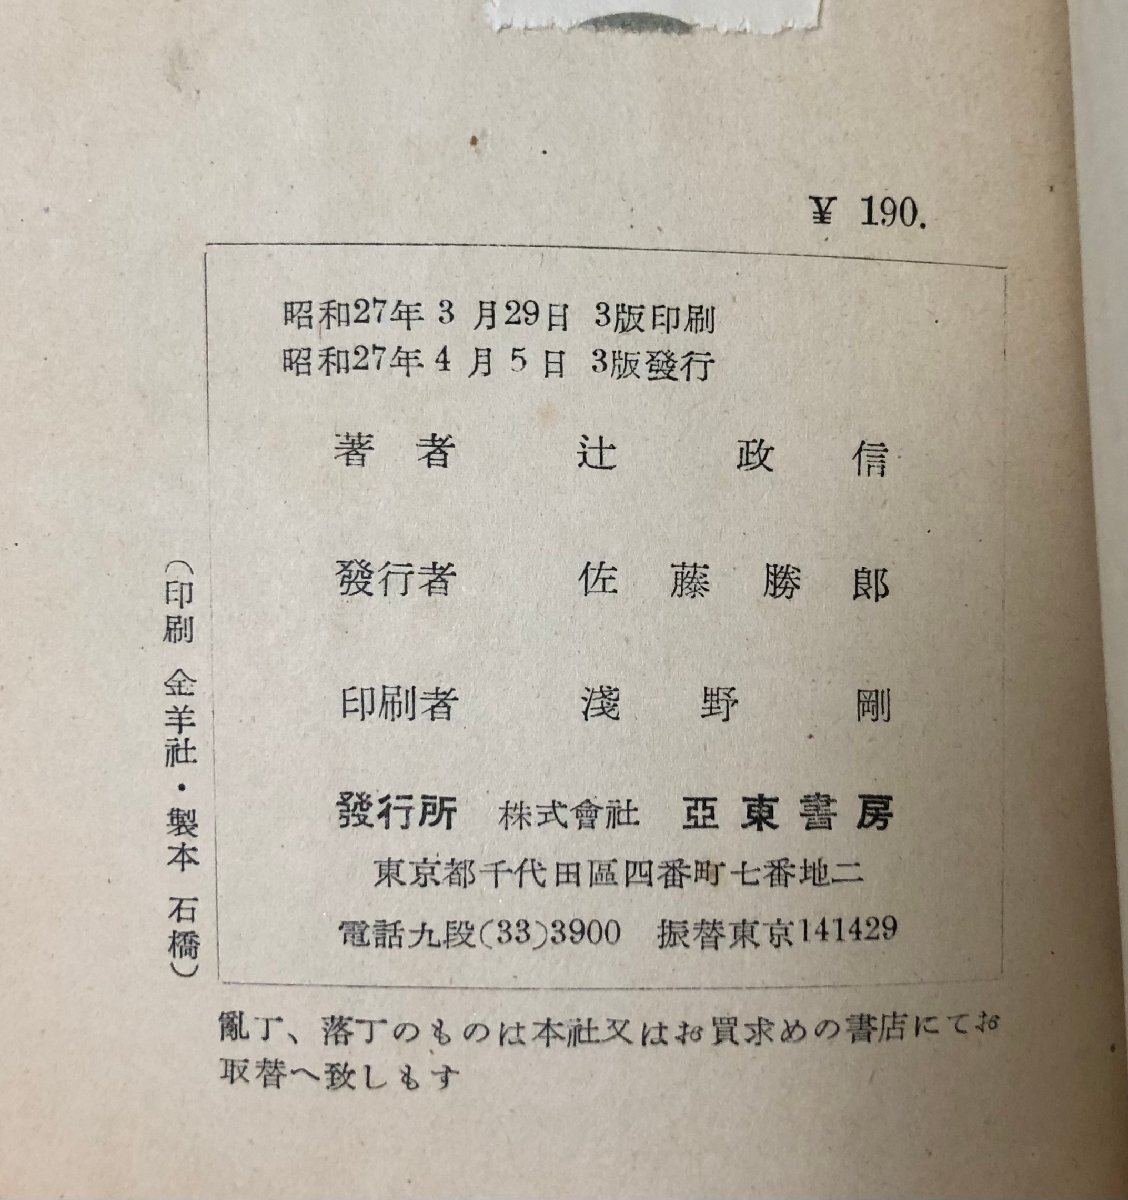 ¥ 190.
昭和27年 3 月29日 3版印刷
昭和27年 4 月 5 日 3版發行
著者 辻政信
發行者 佐藤勝郎
印刷者 淺野剛
發行所 株式會社 亞東書房
東京都千代田區四番町七番地二
電話九段(33)3900 振替東京141429
(印刷 金羊社・製本 石橋)
亂丁、落丁のものは本社又はお買求めの書店にてお
取替へ致しもす